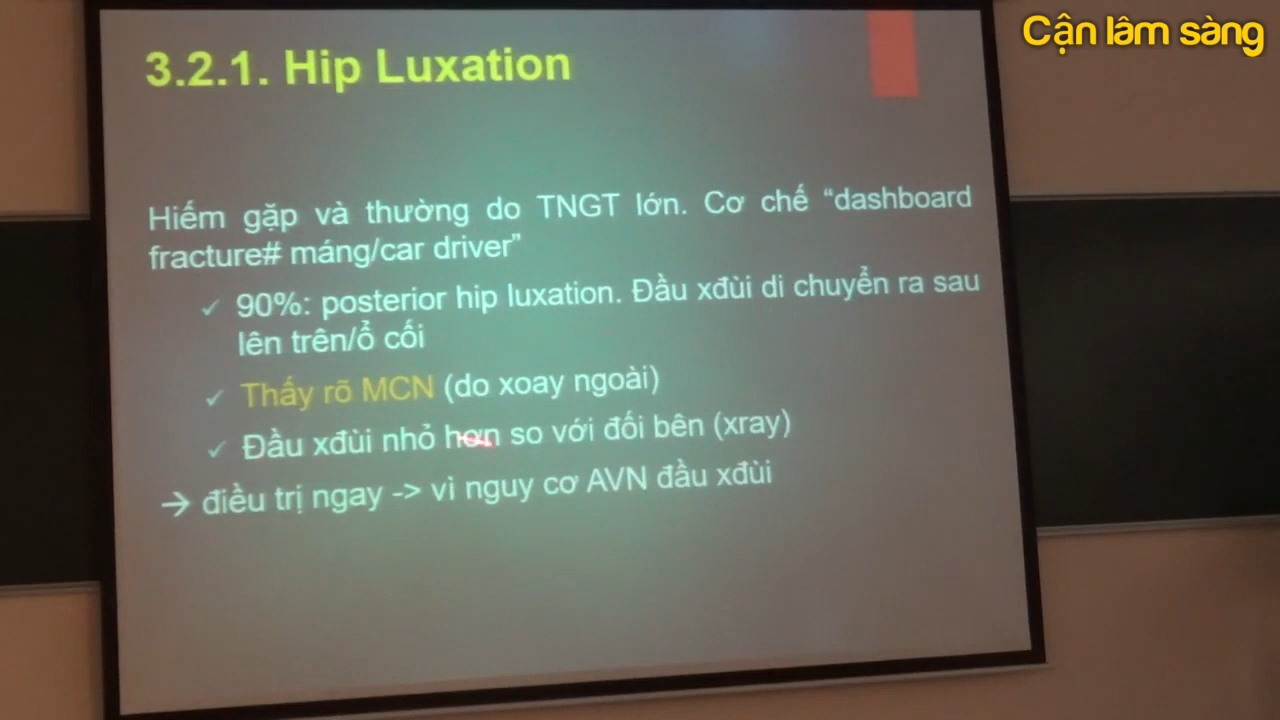 Cận lâm sàng
3.2.1. Hip Luxation
Hiếm gặp và thường do TNGT lớn. Cơ chế “dashboard
fracture# máng/car driver”
✓ 90%: posterior hip luxation. Đầu xđùi di chuyển ra sau
lên trên/ổ cối
✓ Thấy rõ MCN (do xoay ngoài)
✓ Đầu xđùi nhỏ hơn so với đối bên (xray)
→ điều trị ngay -> vì nguy cơ AVN đầu xđùi